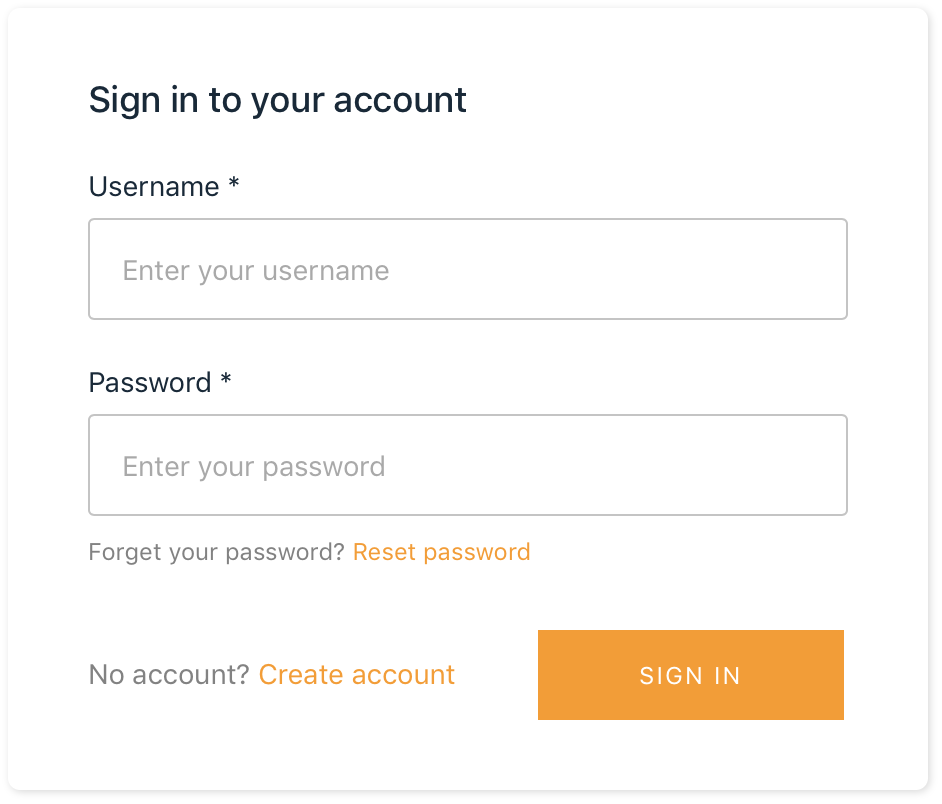 Sign in to your account
Username *
Enter your username
Password *
Enter your password
Forget your password? Reset password
No account? Create account
SIGN IN